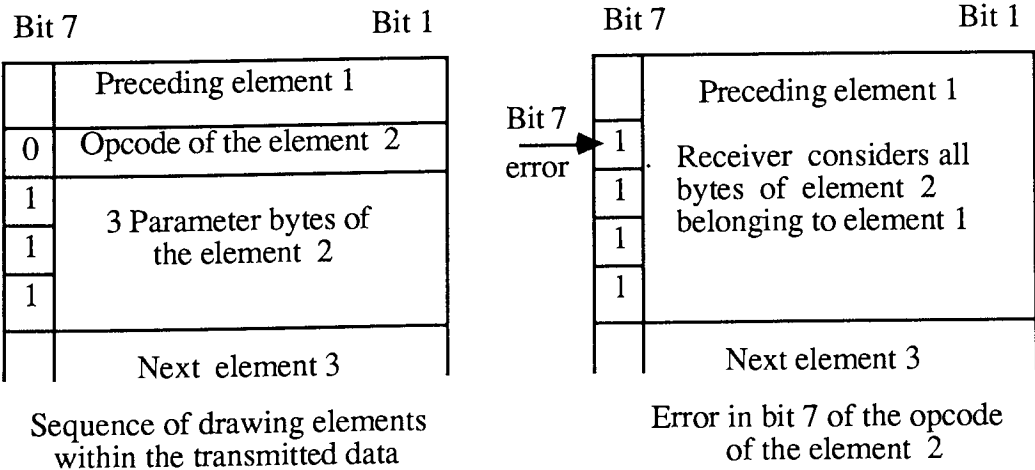 Bit 7 Bit 1
Preceding element 1
0 Opcode of the element 2
1
3 Parameter bytes of
1
the element 2
1
Next element 3
Sequence of drawing elements
within the transmitted data
Bit 7 Bit 1
Preceding element 1
Bit 7
error
1
Receiver considers all
1 bytes of element 2
belonging to element 1
1
1
Next element 3
Error in bit 7 of the opcode
of the element 2